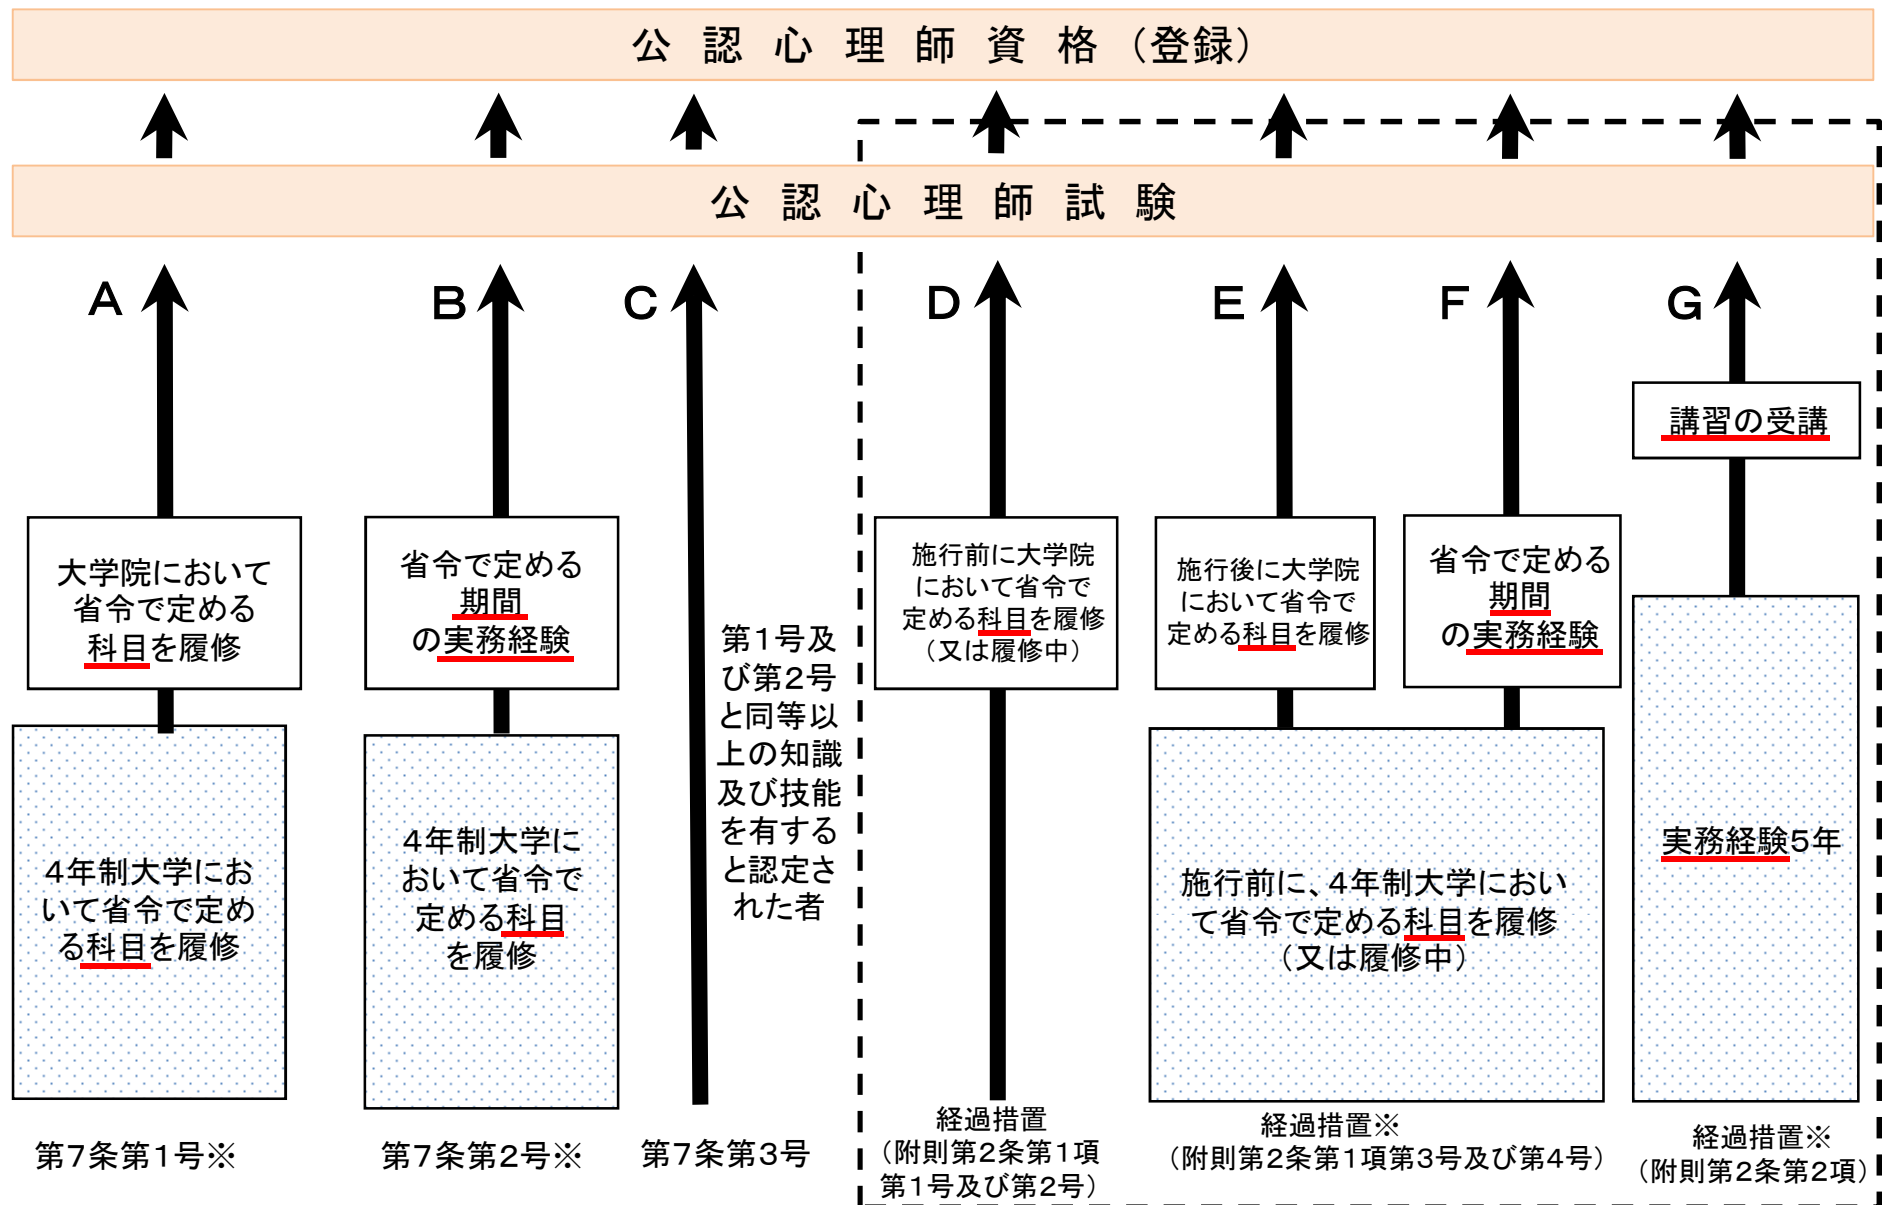 公認心理師資格（登録）
公認心理師試験
A
B
C
D
E
F
G
講習の受講
大学院において
省令で定める
科目を履修
省令で定める
期間
の実務経験
第1号及
び第2号
と同等以
上の知識
及び技能
を有する
と認定さ
れた者
施行前に大学院
において省令で
定める科目を履修
（又は履修中）
施行後に大学院
において省令で
定める科目を履修
省令で定める
期間
の実務経験
4年制大学にお
いて省令で定め
る科目を履修
4年制大学に
おいて省令で
定める科目
を履修
施行前に、4年制大学におい
て省令で定める科目を履修
（又は履修中）
実務経験5年
第7条第1号※
第7条第2号※
第7条第3号
経過措置
（附則第2条第1項
第1号及び第2号）
経過措置※
（附則第2条第1項第3号及び第4号）
経過措置※
（附則第2条第2項）